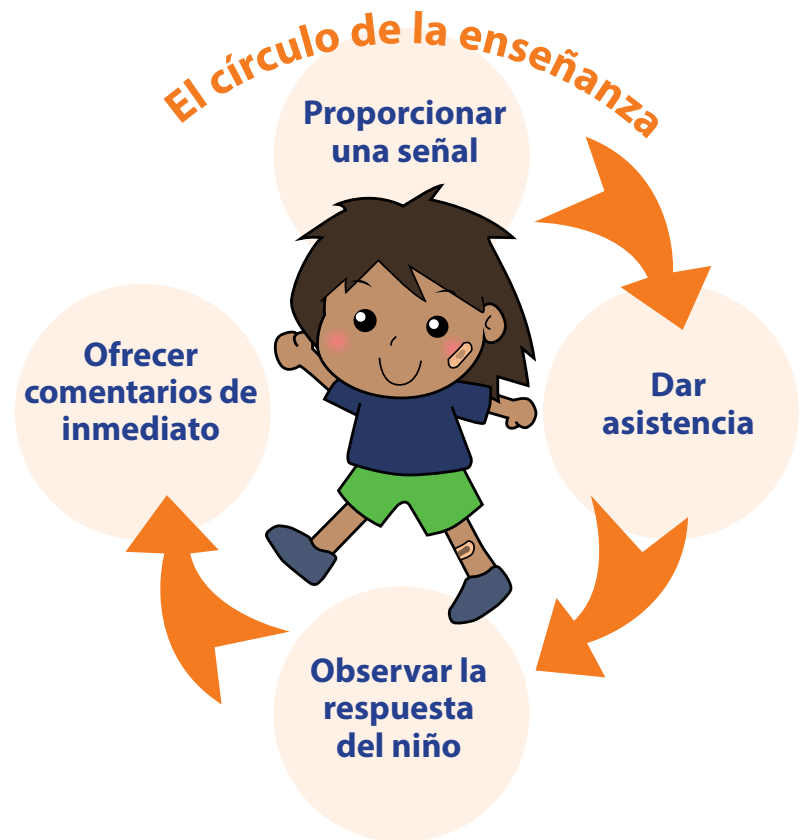 El círculo de la enseñanza
Proporcionar
una señal
Dar
asistencia
Observar la
respuesta
del niño
Ofrecer
comentarios de
inmediato